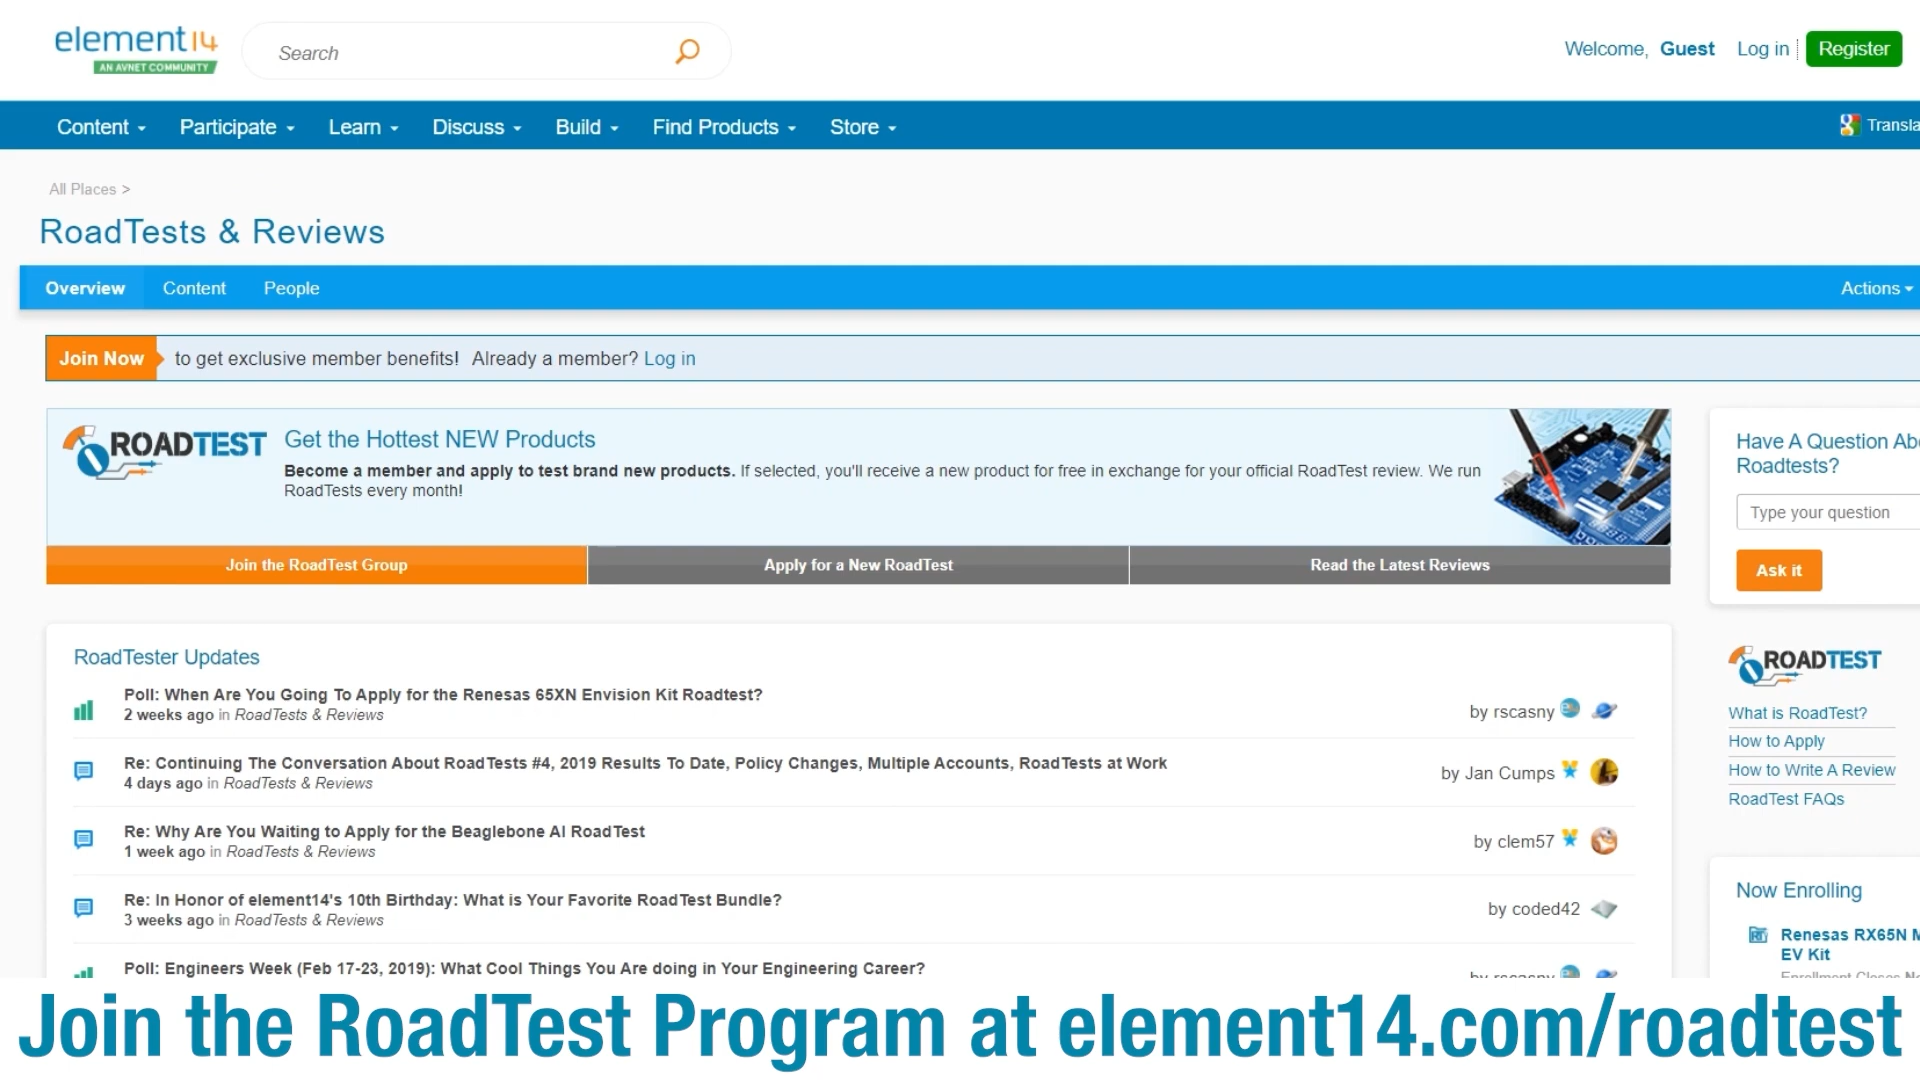 element14
AN AVNET COMMUNITY
Search
Welcome, Guest Log in Register
Content Participate Learn Discuss Build Find Products Store
All Places >
RoadTests & Reviews
Overview Content People Actions
Join Now to get exclusive member benefits! Already a member? Log in
ROADTEST
Get the Hottest NEW Products
Become a member and apply to test brand new products. If selected, you'll receive a new product for free in exchange for your official RoadTest review. We run
RoadTests every month!
Join the RoadTest Group Apply for a New RoadTest Read the Latest Reviews
Have A Question
Roadtests?
Type your question
Ask it
RoadTester Updates
Poll: When Are You Going To Apply for the Renesas 65XN Envision Kit Roadtest?
2 weeks ago in RoadTests & Reviews
by rscasny
Re: Continuing The Conversation About RoadTests #4, 2019 Results To Date, Policy Changes, Multiple Accounts, RoadTests at Work
4 days ago in RoadTests & Reviews
by Jan Cumps
Re: Why Are You Waiting to Apply for the Beaglebone AI RoadTest
1 week ago in RoadTests & Reviews
by clem57
Re: In Honor of element14's 10th Birthday: What is Your Favorite RoadTest Bundle?
3 weeks ago in RoadTests & Reviews
by coded42
Poll: Engineers Week (Feb 17-23, 2019): What Cool Things You Are doing in Your Engineering Career?
by rscasny
ROADTEST
What is RoadTest?
How to Apply
How to Write A Review
RoadTest FAQs
Now Enrolling
Renesas RX65N
EV Kit
Enrollment Closes
Join the RoadTest Program at element14.com/roadtest